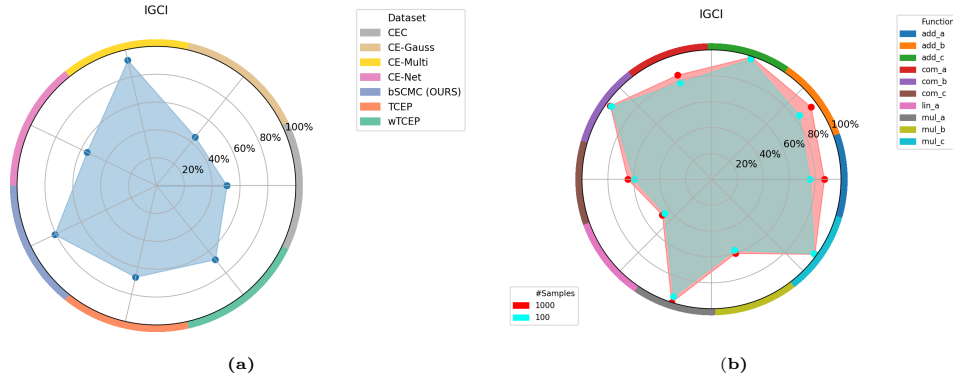 IGCI
100%
80%
60%
40%
20%
Dataset
CEC
CE-Gauss
CE-Multi
CE-Net
bSCMC (OURS)
TCEP
wTCEP
(a)
IGCI
100%
80%
60%
40%
20%
Function
add_a
add_b
add_c
com_a
com_b
com_c
lin_a
mul_a
mul_b
mul_c
#Samples
1000
100
(b)